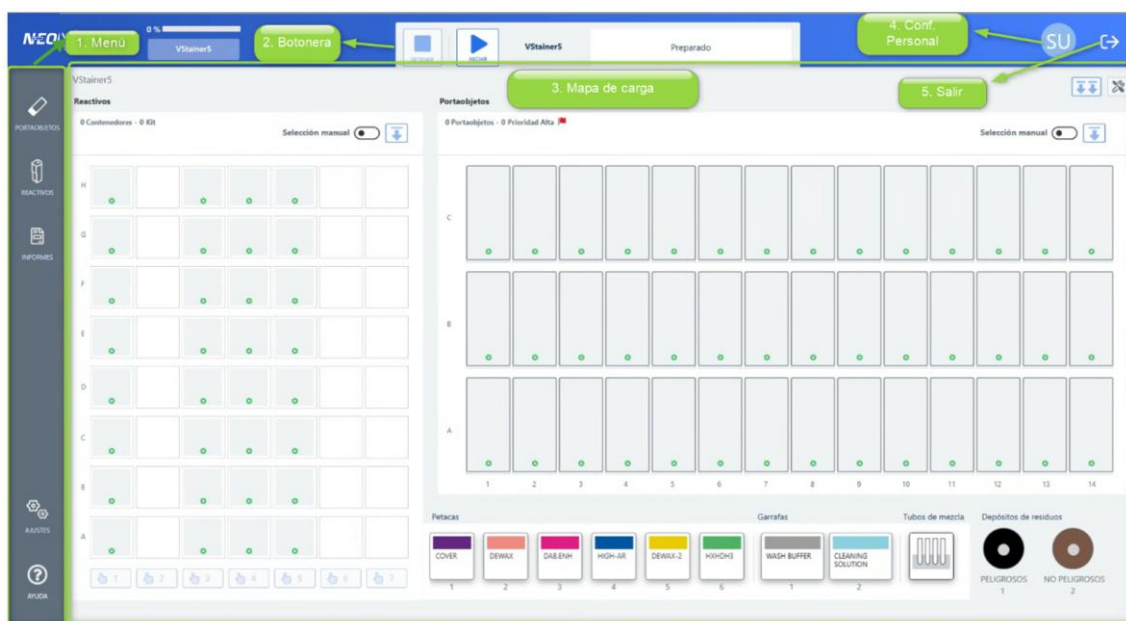 NEO
1. Menú
0 %
VStainer5
2. Botonera
DETENER
INICIAR
VStainer5
Preparado
4. Conf.
Personal
SU
VStainer5
3. Mapa de carga
5. Salir
Reactivos
Portaobjetos
0 Contenedores - 0 Kit
Selección manual
0 Portaobjetos - 0 Prioridad Alta
Selección manual
PORTAOBJETOS
REACTIVOS
INFORMES
AJUSTES
AYUDA
H
G
F
E
D
C
B
A
1 2 3 4 5 6 7
C
B
A
1 2 3 4 5 6 7 8 9 10 11 12 13 14
Petacas
Garrafas
Tubos de mezcla
Depósitos de residuos
COVER
DEWAX
DAB.ENH
HIGH-AR
DEWAX-2
HXHDH3
WASH BUFFER
CLEANING
SOLUTION
PELIGROSOS
NO PELIGROSOS
1 2 3 4 5 6
1 2
1 2